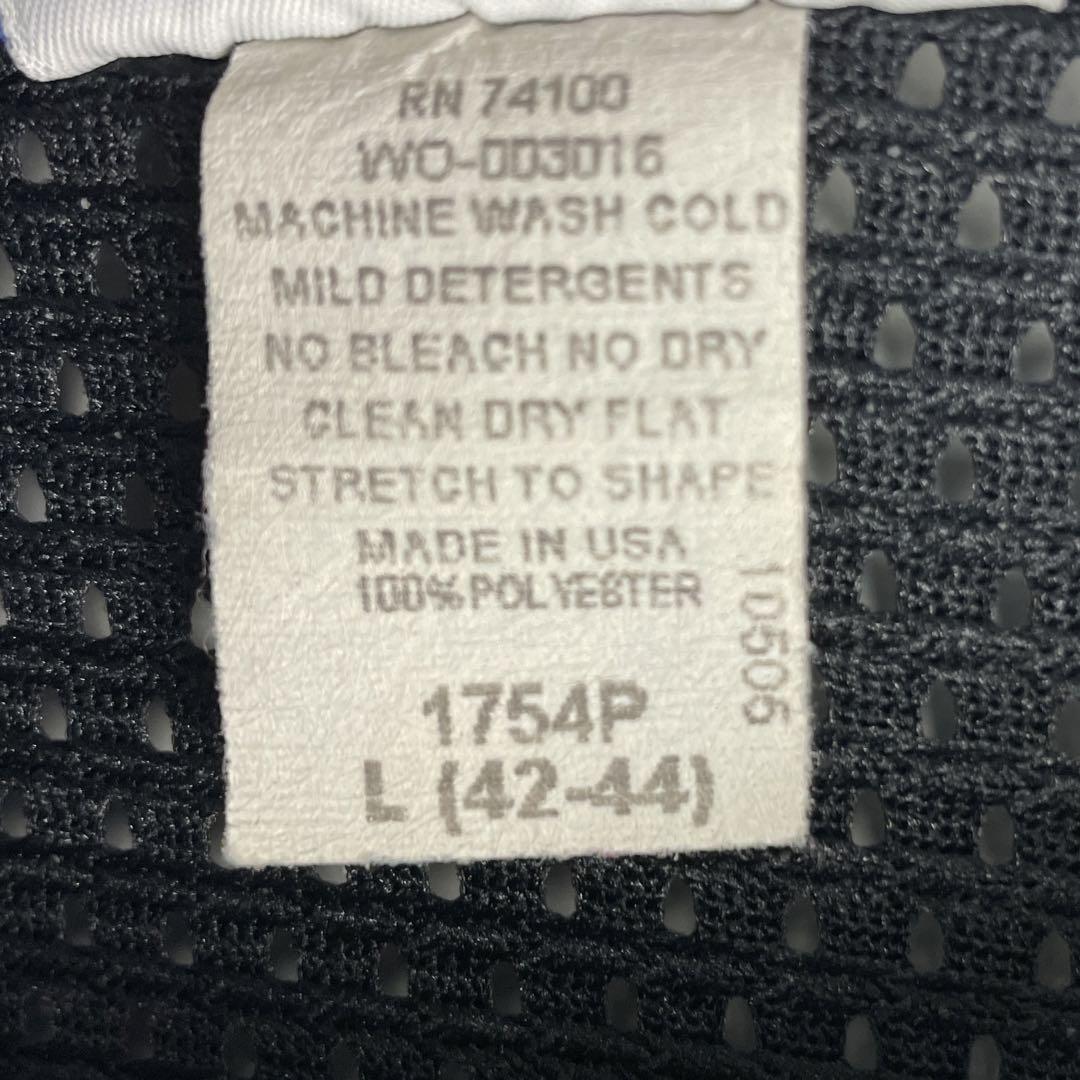 RN 74100
WO-003016
MACHINE WASH COLD
MILD DETERGENTS
NO BLEACH NO DRY
CLEAN DRY FLAT
STRETCH TO SHAPE
MADE IN USA
100% POLYESTER
10506
1754P
L (42-44)